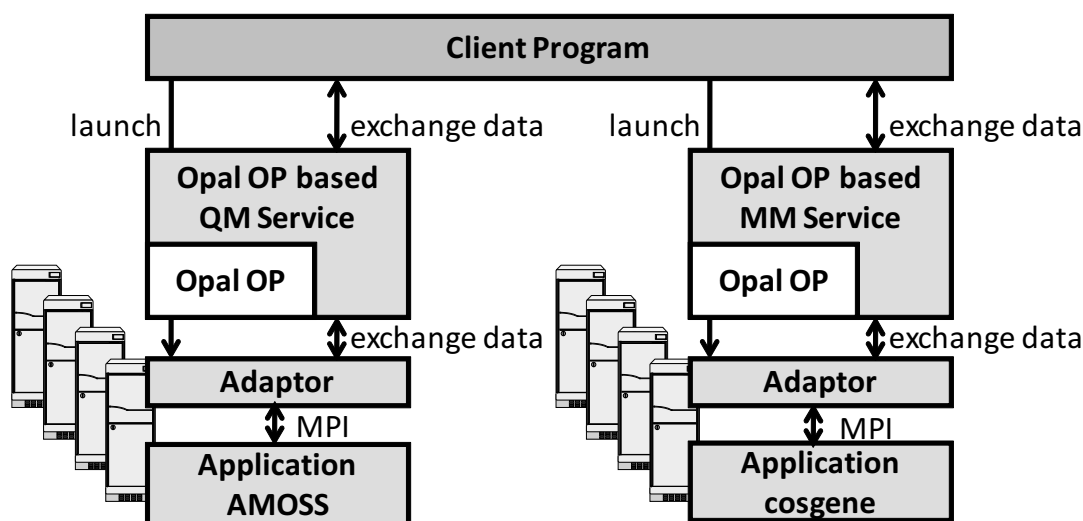 Client Program
launch
exchange data
launch
exchange data
Opal OP based
QM Service
Opal OP based
MM Service
Opal OP
Opal OP
exchange data
exchange data
Adaptor
Adaptor
MPI
MPI
Application
AMOSS
Application
cosgene